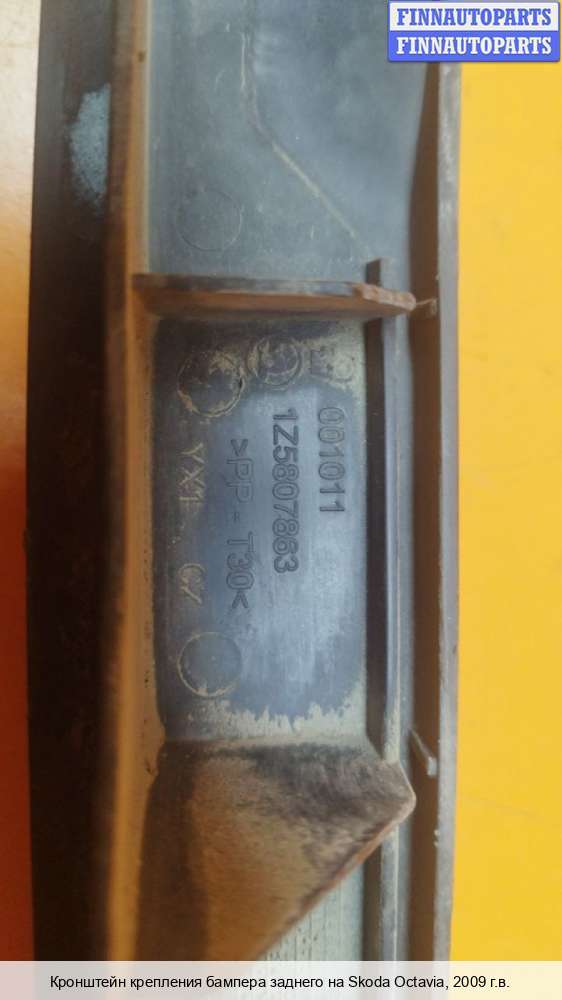 FINNAUTOPARTS
FINNAUTOPARTS
001011
1Z5807863
>PP-T30<
Кронштейн крепления бампера заднего на Skoda Octavia, 2009 г.в.